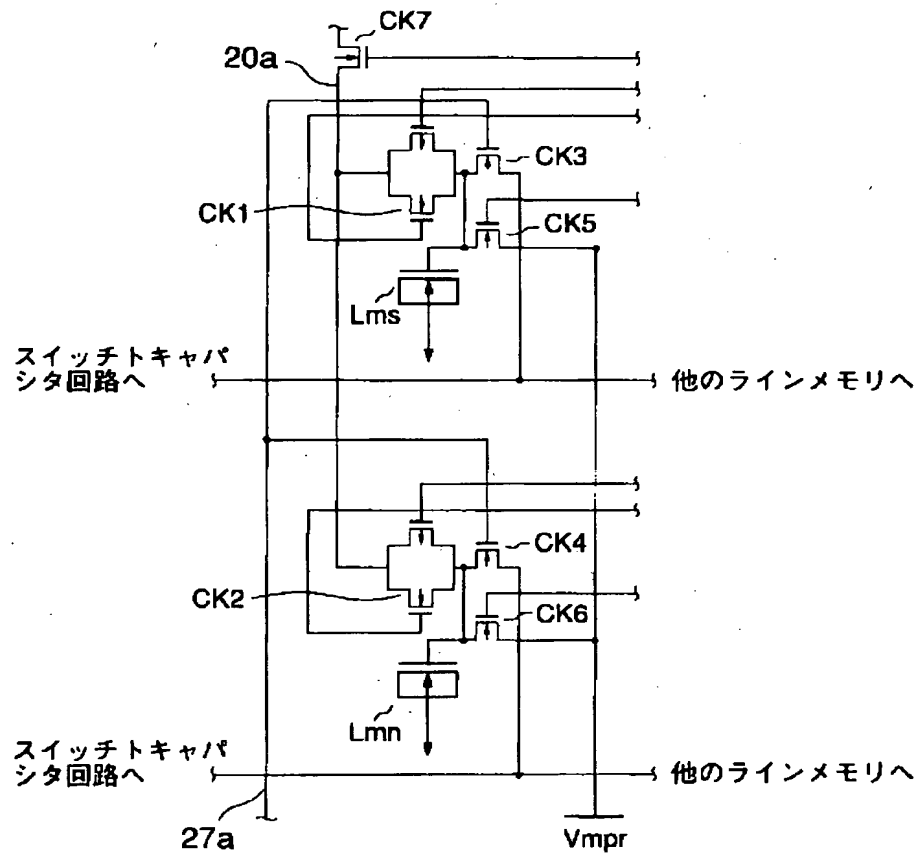 CK7
20a
CK3
CK1
CK5
Lms
スイッチトキャパ
シタ回路へ
他のラインメモリへ
CK4
CK2
CK6
Lmn
スイッチトキャパ
シタ回路へ
他のラインメモリへ
27a
Vmpr